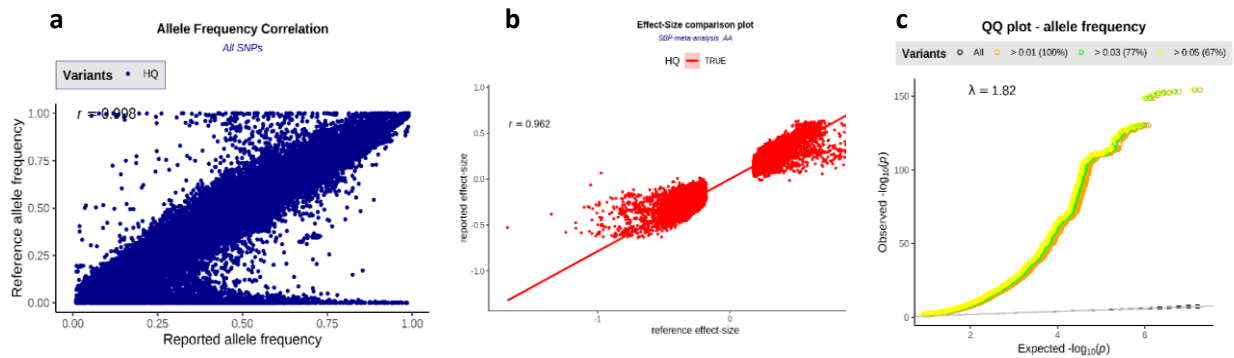 a
Allele Frequency Correlation
All SNPs
Variants HQ
r = 0.998
1.00
0.75
0.50
0.25
0.00
Reference allele frequency
0.00 0.25 0.50 0.75 1.00
Reported allele frequency
b
Effect-Size comparison plot
SBP-meta-analysis AA
HQ TRUE
r = 0.962
1.0
0.5
0.0
-0.5
-1.0
reported effect-size
-1 0
reference effect-size
c
QQ plot - allele frequency
Variants All > 0.01 (100%) > 0.03 (77%) > 0.05 (67%)
λ = 1.82
150
100
50
0
Observed -log10(p)
2 4 6
Expected -log10(p)